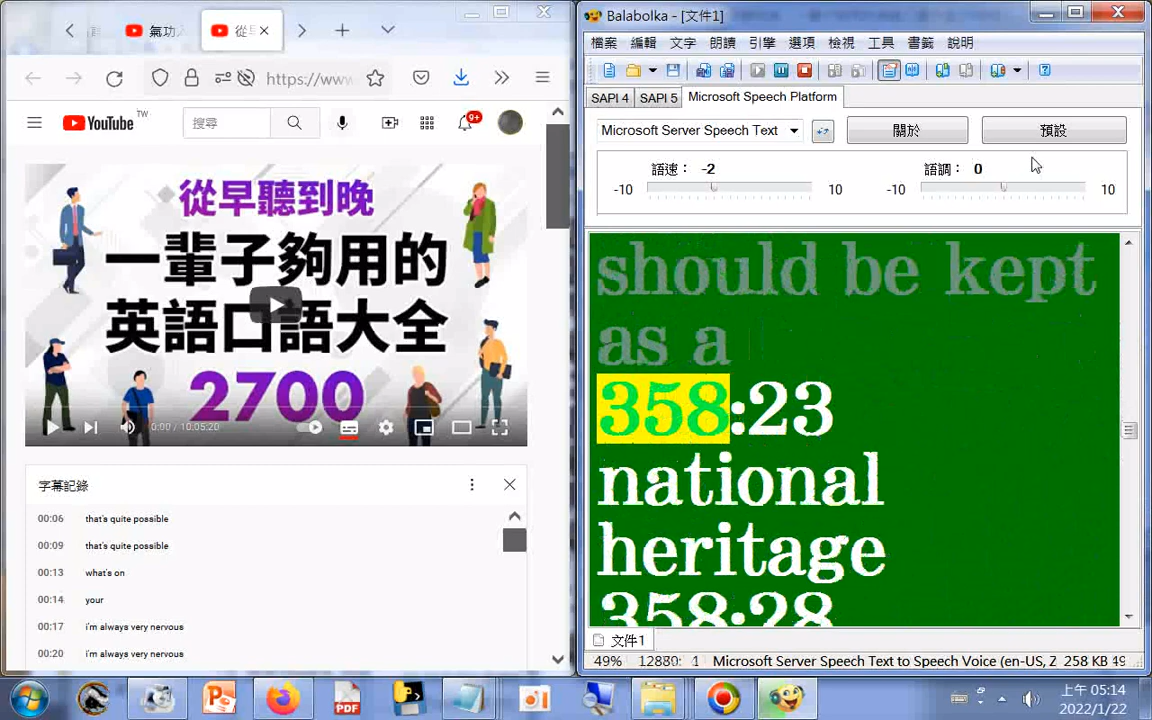 氣功
從
https://www
YouTube TW
搜尋
9+
從早聽到晚
一輩子夠用的
英語口語大全
2700
0:00 / 10:05:20
字幕記錄
00:06 that's quite possible
00:09 that's quite possible
00:13 what's on
00:14 your
00:17 i'm always very nervous
00:20 i'm always very nervous
Balabolka - [文件1]
檔案 編輯 文字 朗讀 引擎 選項 檢視 工具 書籤 說明
SAPI 4 SAPI 5 Microsoft Speech Platform
Microsoft Server Speech Text 關於 預設
語速： -2 語調： 0
-10 10 -10 10
should be kept
as a
358:23
national
heritage
358:28
文件1
49% 12880: 1 Microsoft Server Speech Text to Speech Voice (en-US, Z 258 KB 49
PDF
上午 05:14
2022/1/22